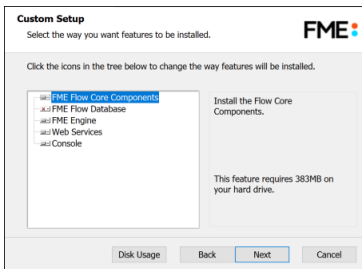 Custom Setup
Select the way you want features to be installed.
FME
Click the icons in the tree below to change the way features will be installed.
FME Flow Core Components
FME Flow Database
FME Engine
Web Services
Console
Install the Flow Core
Components.
This feature requires 383MB on
your hard drive.
Disk Usage
Back
Next
Cancel